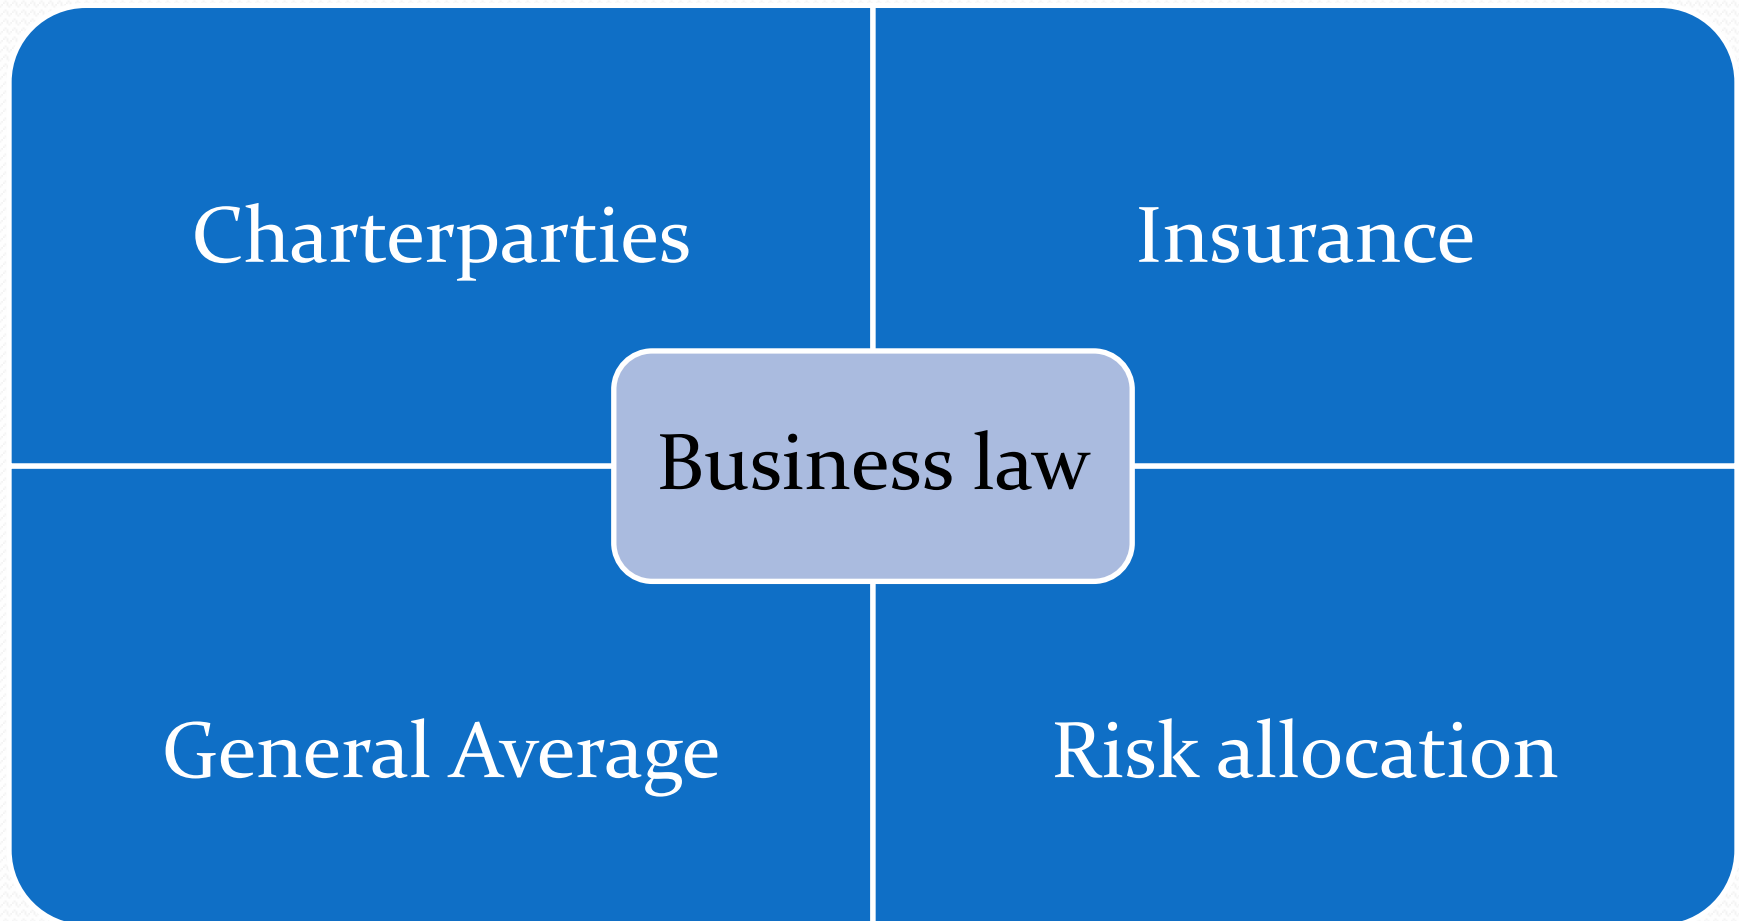 Charterparties
Insurance
Business law
General Average
Risk allocation